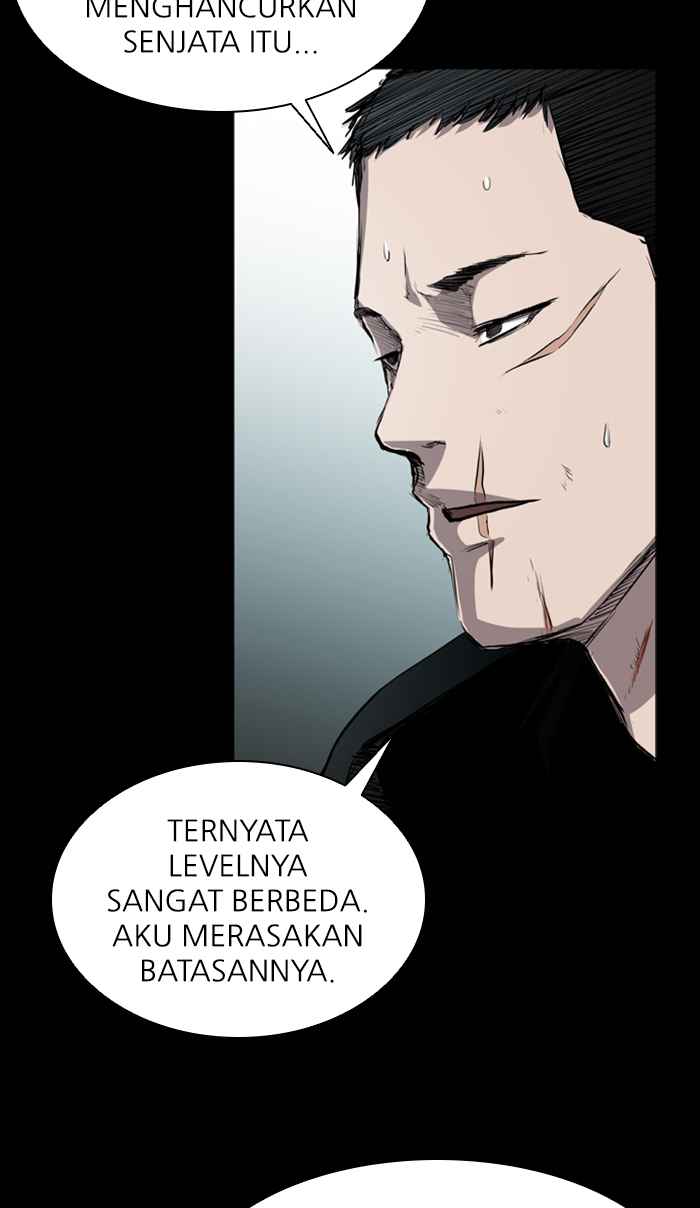 MENGHANCURKAN
SENJATA ITU...
TERNYATA
LEVELNYA
SANGAT BERBEDA.
AKU MERASAKAN
BATASANNYA.